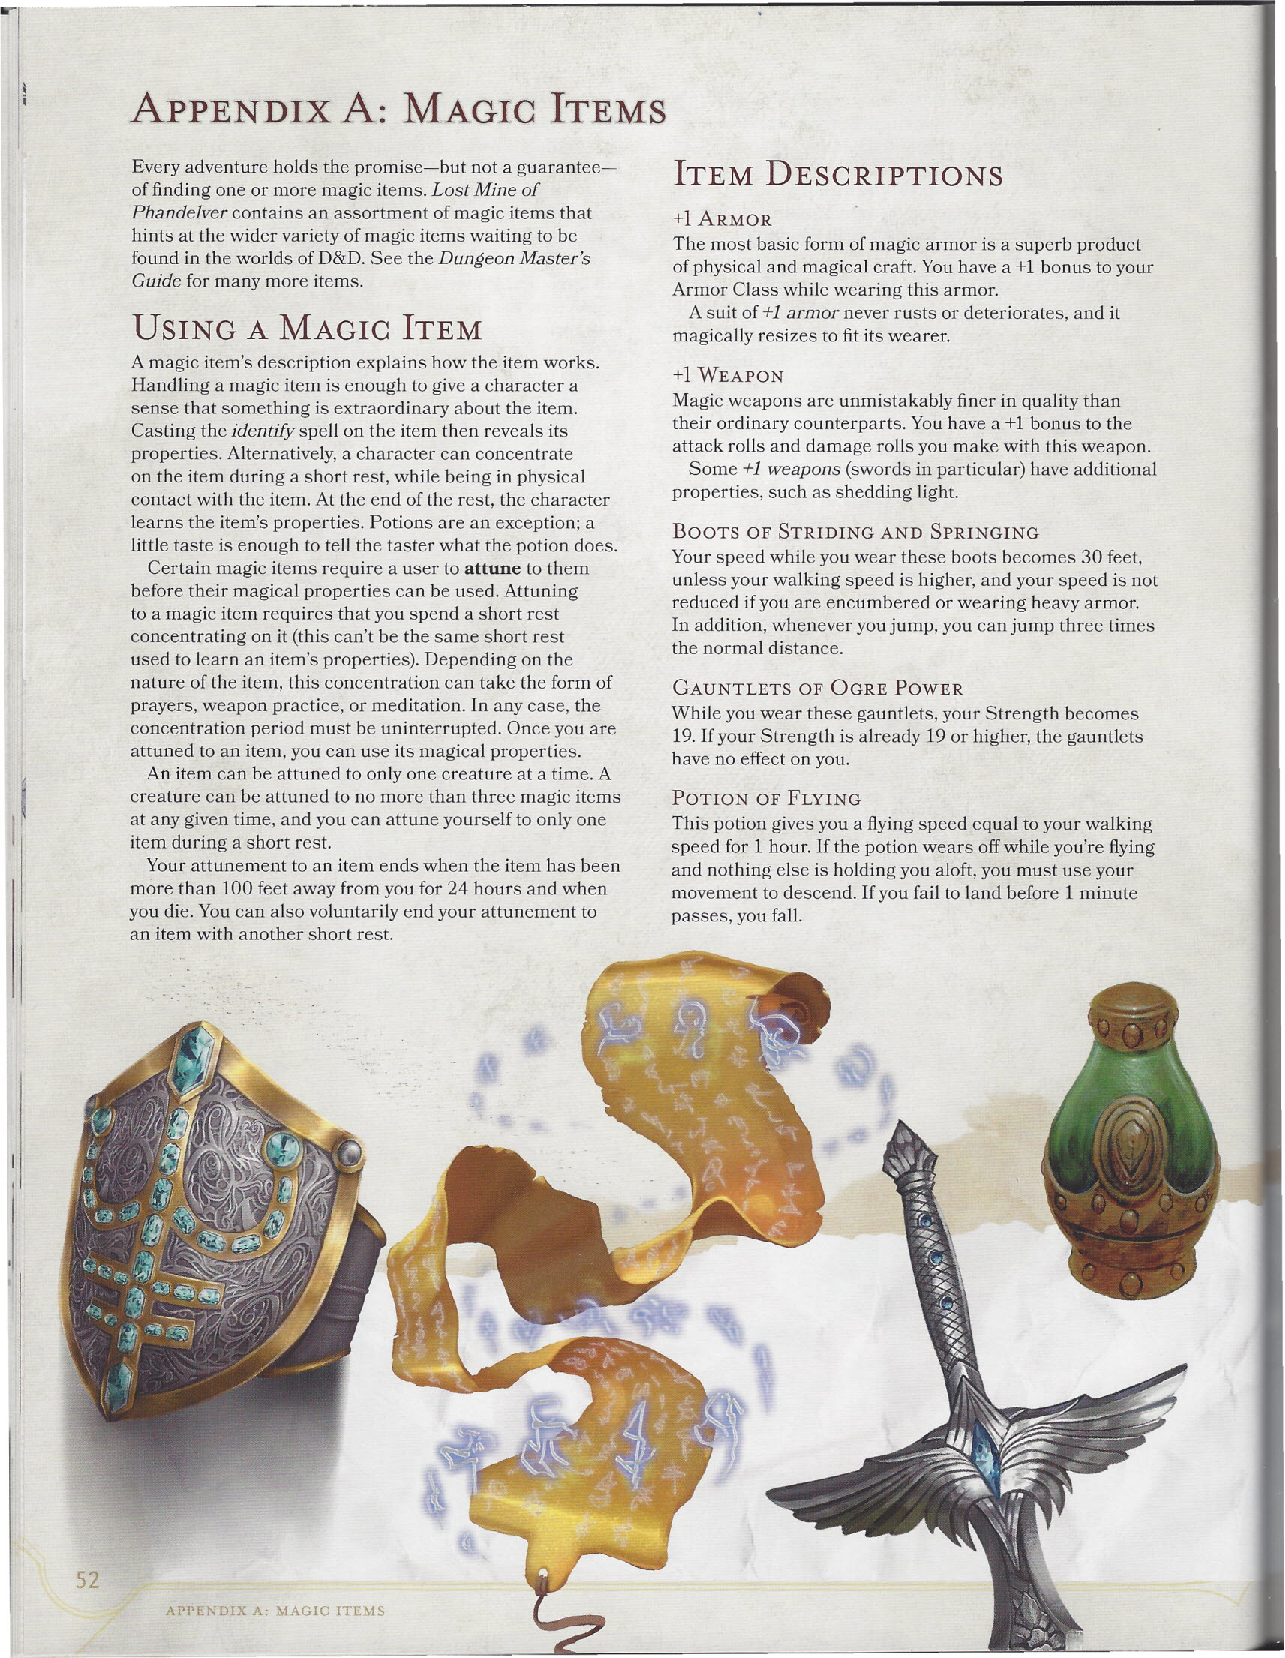 APPENDIX A: MAGIC ITEMS
Every adventure holds the promise—but not a guarantee—
of finding one or more magic items. Lost Mine of
Phandelver contains an assortment of magic items that
hints at the wider variety of magic items waiting to be
found in the worlds of D&D. See the Dungeon Master's
Guide for many more items.
USING A MAGIC ITEM
A magic item's description explains how the item works.
Handling a magic item is enough to give a character a
sense that something is extraordinary about the item.
Casting the identify spell on the item then reveals its
properties. Alternatively, a character can concentrate
on the item during a short rest, while being in physical
contact with the item. At the end of the rest, the character
learns the item's properties. Potions are an exception; a
little taste is enough to tell the taster what the potion does.
Certain magic items require a user to attune to them
before their magical properties can be used. Attuning
to a magic item requires that you spend a short rest
concentrating on it (this can't be the same short rest
used to learn an item's properties). Depending on the
nature of the item, this concentration can take the form of
prayers, weapon practice, or meditation. In any case, the
concentration period must be uninterrupted. Once you are
attuned to an item, you can use its magical properties.
An item can be attuned to only one creature at a time. A
creature can be attuned to no more than three magic items
at any given time, and you can attune yourself to only one
item during a short rest.
Your attunement to an item ends when the item has been
more than 100 feet away from you for 24 hours and when
you die. You can also voluntarily end your attunement to
an item with another short rest.
ITEM DESCRIPTIONS
+1 ARMOR
The most basic form of magic armor is a superb product
of physical and magical craft. You have a +1 bonus to your
Armor Class while wearing this armor.
A suit of +1 armor never rusts or deteriorates, and it
magically resizes to fit its wearer.
+1 WEAPON
Magic weapons are unmistakably finer in quality than
their ordinary counterparts. You have a +1 bonus to the
attack rolls and damage rolls you make with this weapon.
Some +1 weapons (swords in particular) have additional
properties, such as shedding light.
BOOTS OF STRIDING AND SPRINGING
Your speed while you wear these boots becomes 30 feet,
unless your walking speed is higher, and your speed is not
reduced if you are encumbered or wearing heavy armor.
In addition, whenever you jump, you can jump three times
the normal distance.
GAUNTLETS OF OGRE POWER
While you wear these gauntlets, your Strength becomes
19. If your Strength is already 19 or higher, the gauntlets
have no effect on you.
POTION OF FLYING
This potion gives you a flying speed equal to your walking
speed for 1 hour. If the potion wears off while you're flying
and nothing else is holding you aloft, you must use your
movement to descend. If you fail to land before 1 minute
passes, you fall.
52
APPENDIX A: MAGIC ITEMS